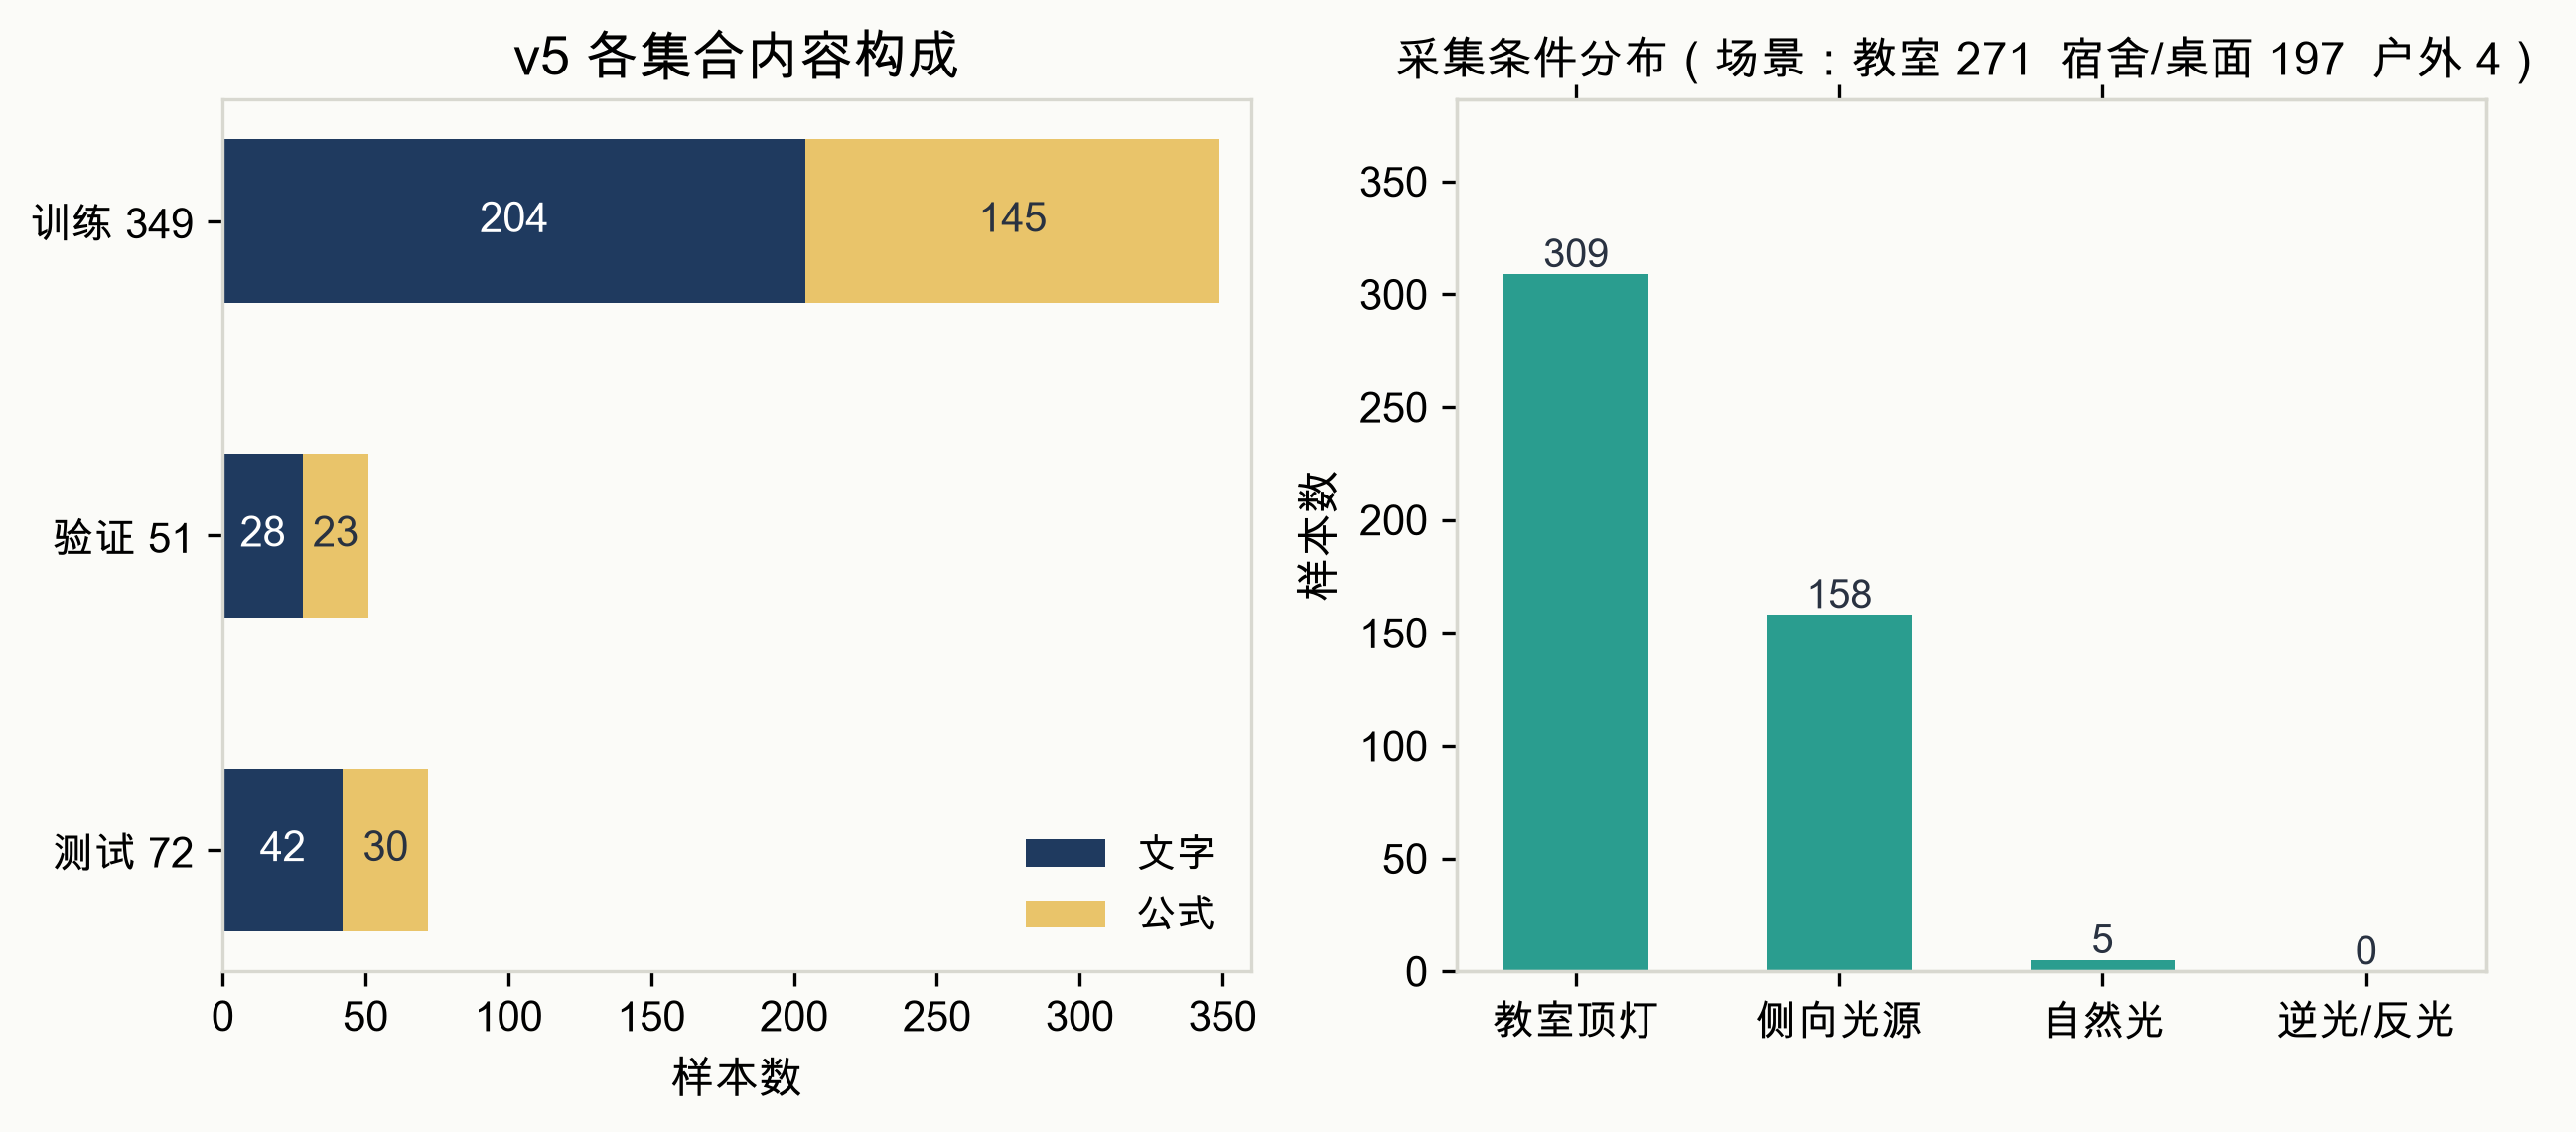 v5 各集合内容构成
训练 349
204
145
验证 51
28
23
测试 72
42
30
文字
公式
0
50
100
150
200
250
300
350
样本数
采集条件分布 ( 场景：教室 271 宿舍/桌面 197 户外 4 )
样本数
350
300
250
200
150
100
50
0
309
158
5
0
教室顶灯
侧向光源
自然光
逆光/反光